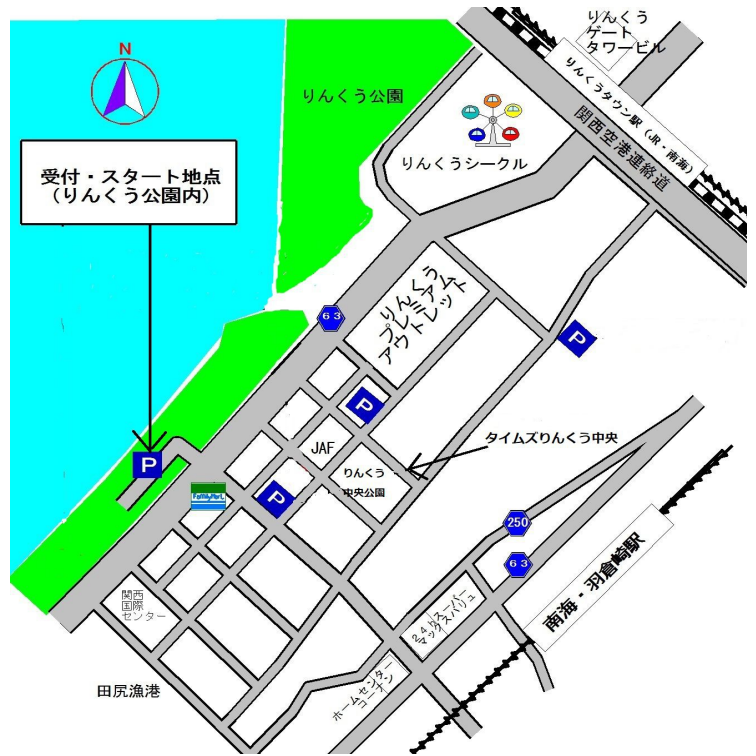 N
りんくう
ゲート
タワービル
りんくう公園
りんくうタウン駅(JR・南海)
関西空港連絡道
受付・スタート地点
(りんくう公園内)
りんくうシークル
りんくう
プレミアム
アウトレット
63
P
P
JAF
タイムズりんくう中央
P
りんくう
中央公園
FamilyMart
P
250
63
南海・羽倉崎駅
関西
国際
センター
24hスーパー
マックスバリュ
田尻漁港
ホームセンター
コーナン